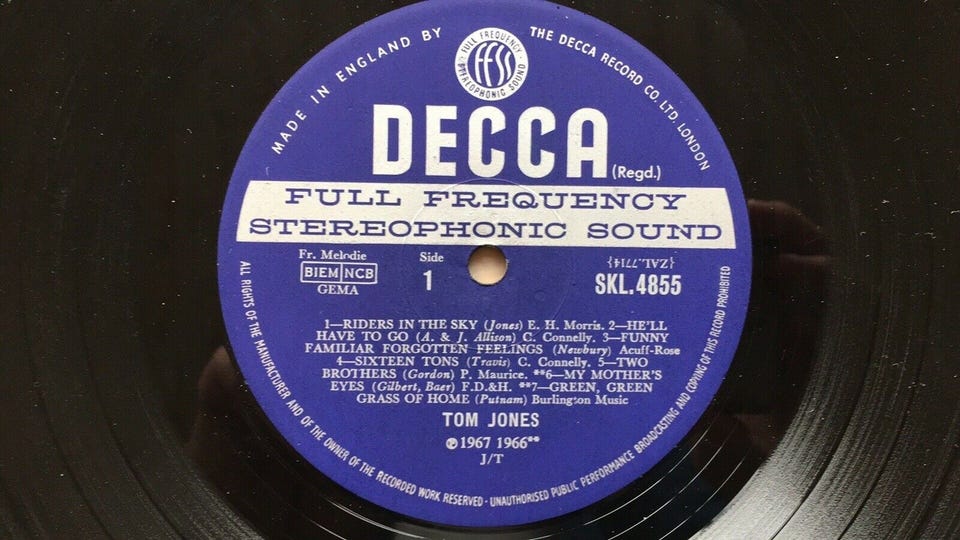 MADE IN ENGLAND BY
THE DECCA RECORD CO. LTD. LONDON
FULL FREQUENCY
FFSS
STEREOPHONIC SOUND
DECCA
(Regd.)
FULL FREQUENCY
STEREOPHONIC SOUND
Fr. Melodie
BIEM NCB
GEMA
Side
1
{ZAL.7714}
SKL.4855
1—RIDERS IN THE SKY (Jones) E. H. Morris. 2—HE'LL
HAVE TO GO (A. & J. Allison) C. Connelly. 3—FUNNY
FAMILIAR FORGOTTEN FEELINGS (Newbury) Acuff-Rose
4—SIXTEEN TONS (Travis) C. Connelly. 5—TWO
BROTHERS (Gordon) P. Maurice. **6—MY MOTHER'S
EYES (Gilbert, Baer) F.D.&H. **7—GREEN, GREEN
GRASS OF HOME (Putnam) Burlington Music
TOM JONES
℗1967 1966**
J/T
ALL RIGHTS OF THE MANUFACTURER AND OF THE OWNER OF THE RECORDED WORK RESERVED · UNAUTHORISED PUBLIC PERFORMANCE BROADCASTING AND COPYING OF THIS RECORD PROHIBITED